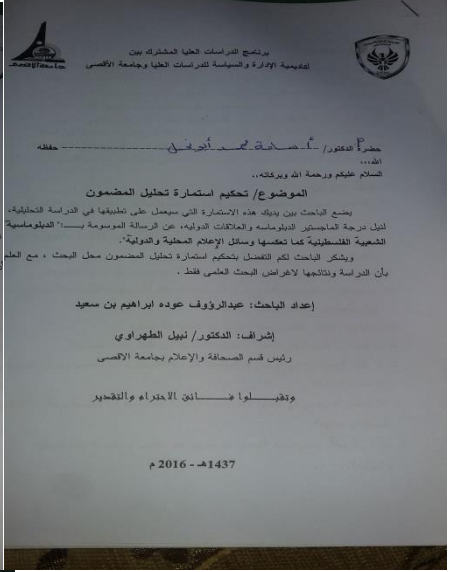 برنامج الدراسات العليا المشترك بين
أكاديمية الإدارة والسياسة للدراسات العليا وجامعة الأقصى
حضرة الدكتور/ أ. أسامة محمد أبو نحل حفظه
الله...
السلام عليكم ورحمة الله وبركاته..
الموضوع/ تحكيم استمارة تحليل المضمون
يضع الباحث بين يديك هذه الاستمارة التي سيعمل على تطبيقها في الدراسة التحليلية،
لنيل درجة الماجستير الدبلوماسه والعلاقات الدوليه، عن الرسالة الموسومة بـــ:" الدبلوماسية
الشعبية الفلسطينية كما تعكسها وسائل الإعلام المحلية والدولية".
ويشكر الباحث لكم التفضل بتحكيم استمارة تحليل المضمون محل البحث ، مع العلم
بأن الدراسة ونتائجها لاغراض البحث العلمى فقط .
إعداد الباحث: عبدالرؤوف عوده ابراهيم بن سعيد
إشراف: الدكتور/ نبيل الطهراوي
رئيس قسم الصحافة والإعلام بجامعة الاقصى
وتقبلوا فائق الاحترام والتقدير
1437هـ - 2016 م